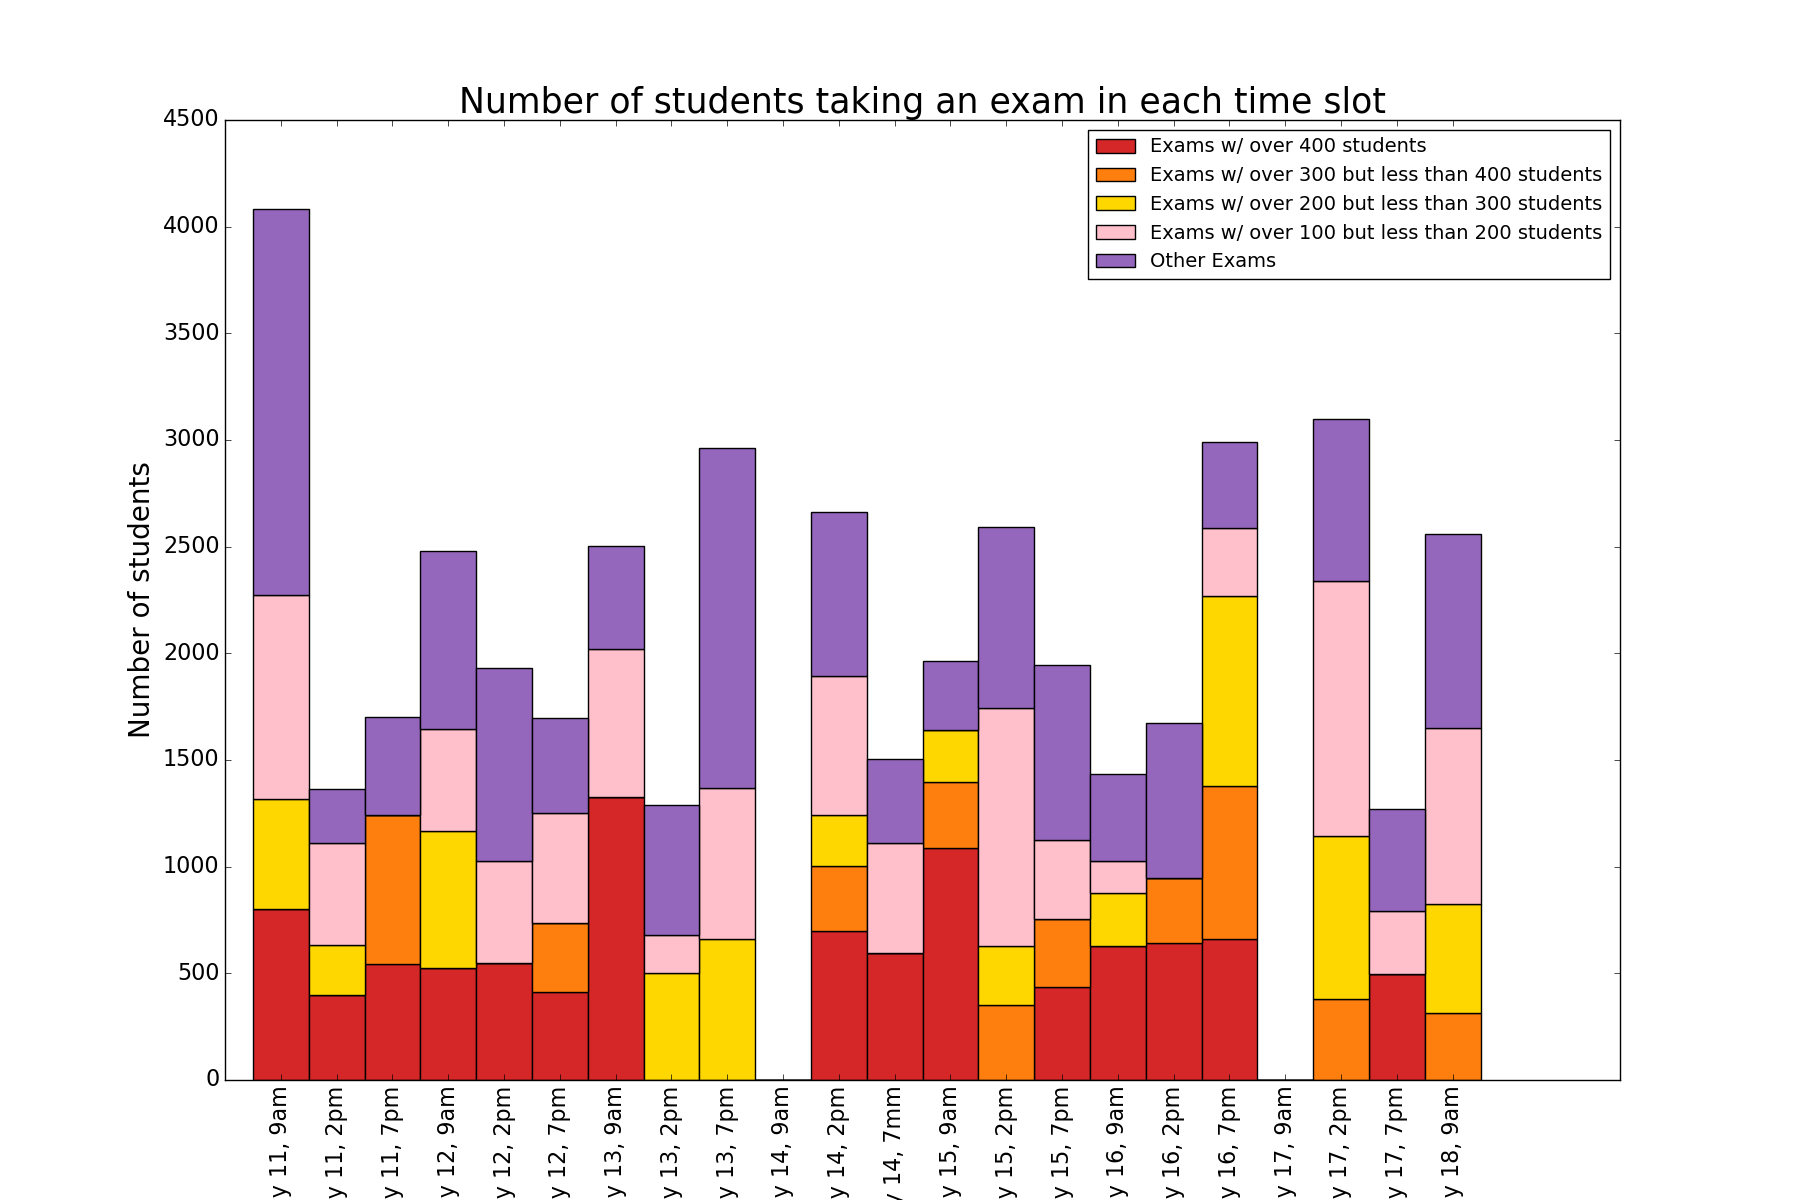 Number of students taking an exam in each time slot
4500
4000
3500
3000
2500
2000
1500
1000
500
0
Number of students
Exams w/ over 400 students
Exams w/ over 300 but less than 400 students
Exams w/ over 200 but less than 300 students
Exams w/ over 100 but less than 200 students
Other Exams
y 11, 9am
y 11, 2pm
y 11, 7pm
y 12, 9am
y 12, 2pm
y 12, 7pm
y 13, 9am
y 13, 2pm
y 13, 7pm
y 14, 9am
y 14, 2pm
y 14, 7mm
y 15, 9am
y 15, 2pm
y 15, 7pm
y 16, 9am
y 16, 2pm
y 16, 7pm
y 17, 9am
y 17, 2pm
y 17, 7pm
y 18, 9am